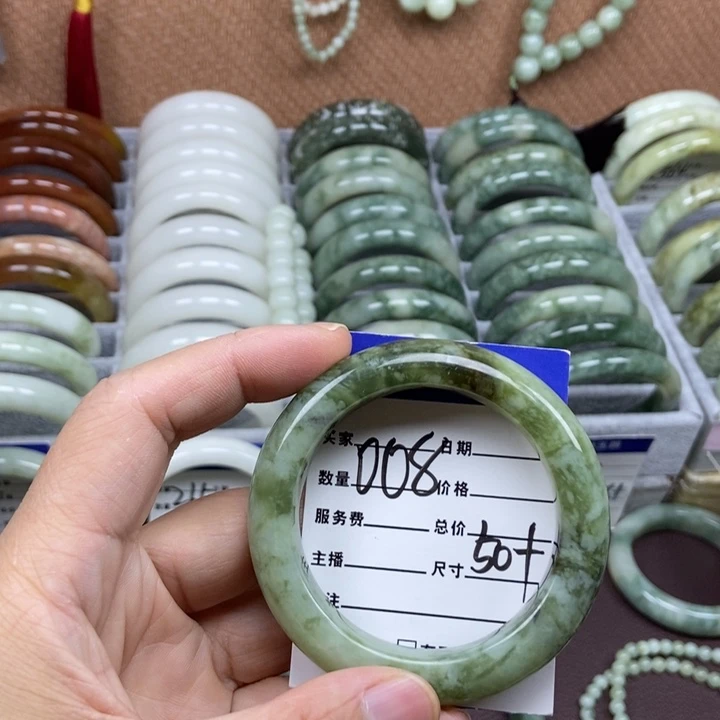 买家 008 日期
数量 价格
服务费 总价
主播 尺寸 50+
注